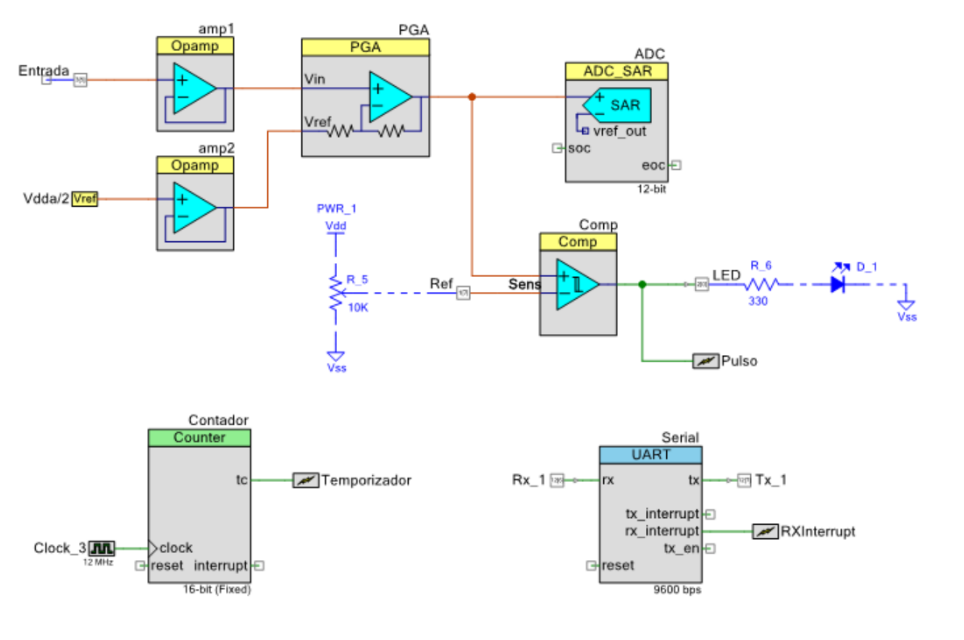 amp1
Opamp
PGA
PGA
Vin
Vref
Entrada
ADC
ADC_SAR
SAR
vref_out
soc
eoc
12-bit
amp2
Opamp
Vdda/2 Vref
PWR_1
Vdd
R_5
10K
Vss
Ref
Sens
Comp
Comp
LED
R_6
330
D_1
Vss
Pulso
Contador
Counter
tc
Temporizador
Clock_3
12 MHz
clock
reset
interrupt
16-bit (Fixed)
Serial
UART
Rx_1
rx
tx
Tx_1
tx_interrupt
rx_interrupt
RXInterrupt
tx_en
reset
9600 bps